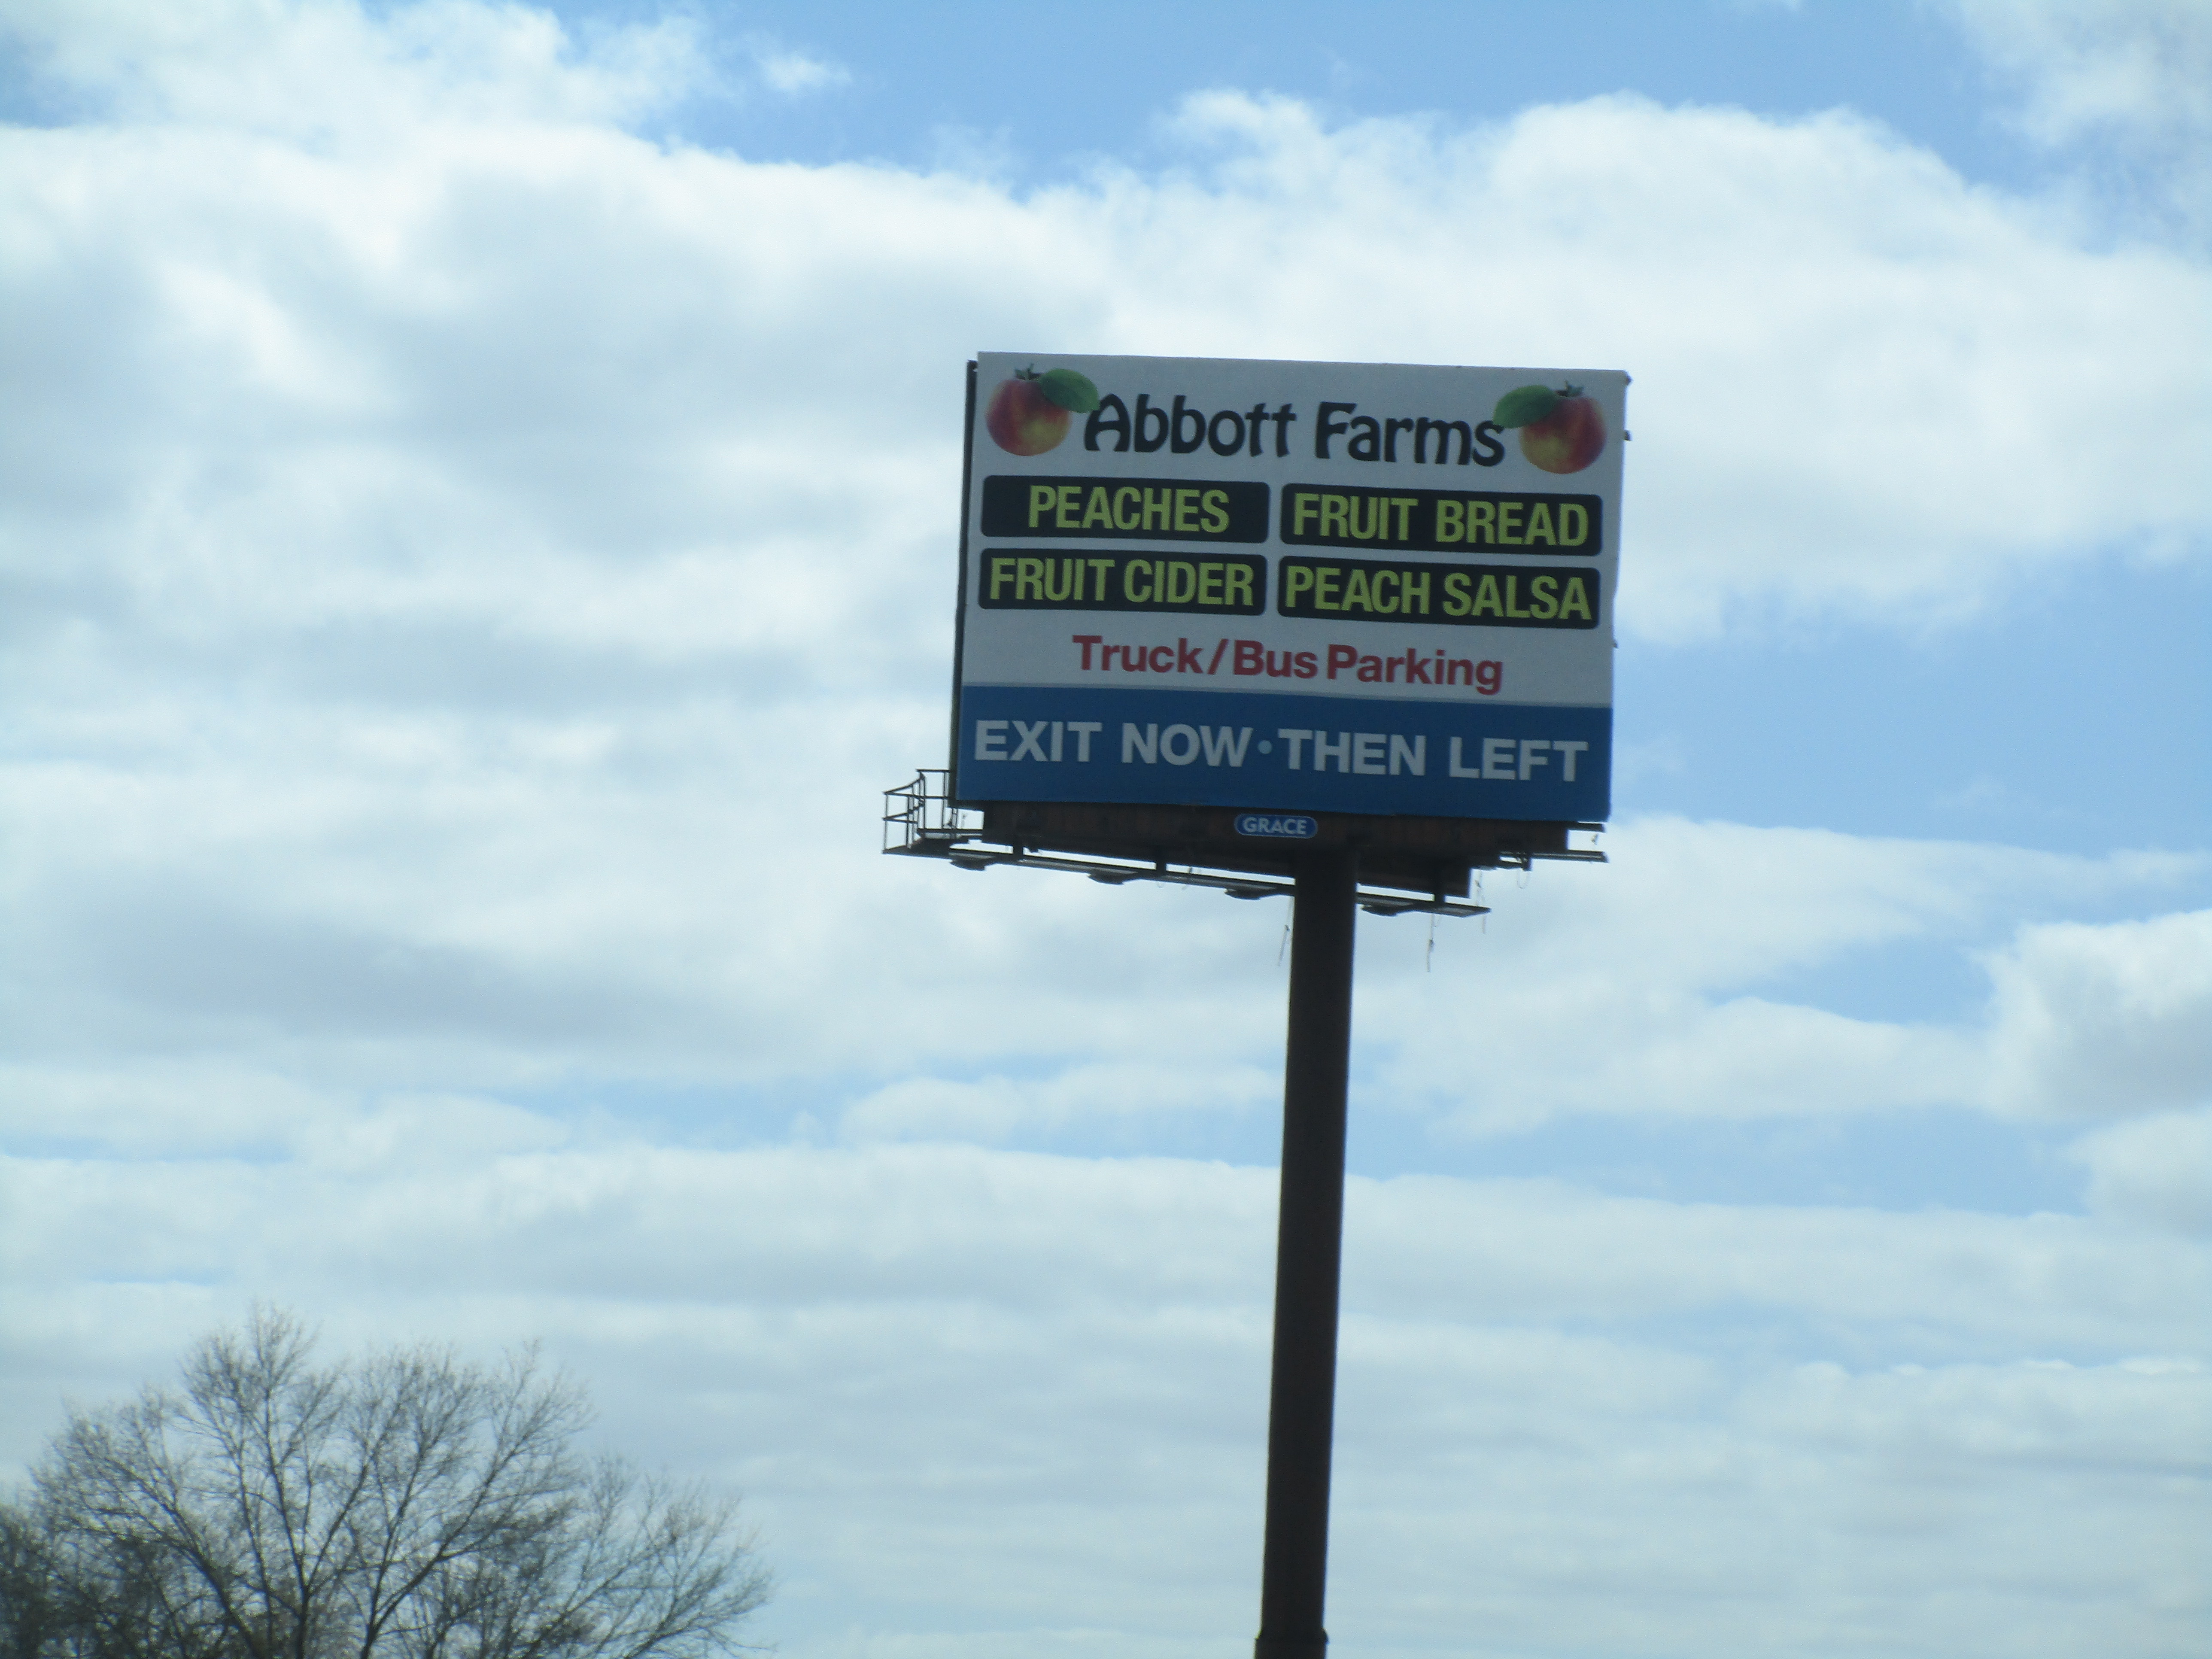 Abbott Farms
PEACHES FRUIT BREAD
FRUIT CIDER PEACH SALSA
Truck/Bus Parking
EXIT NOW • THEN LEFT
GRACE